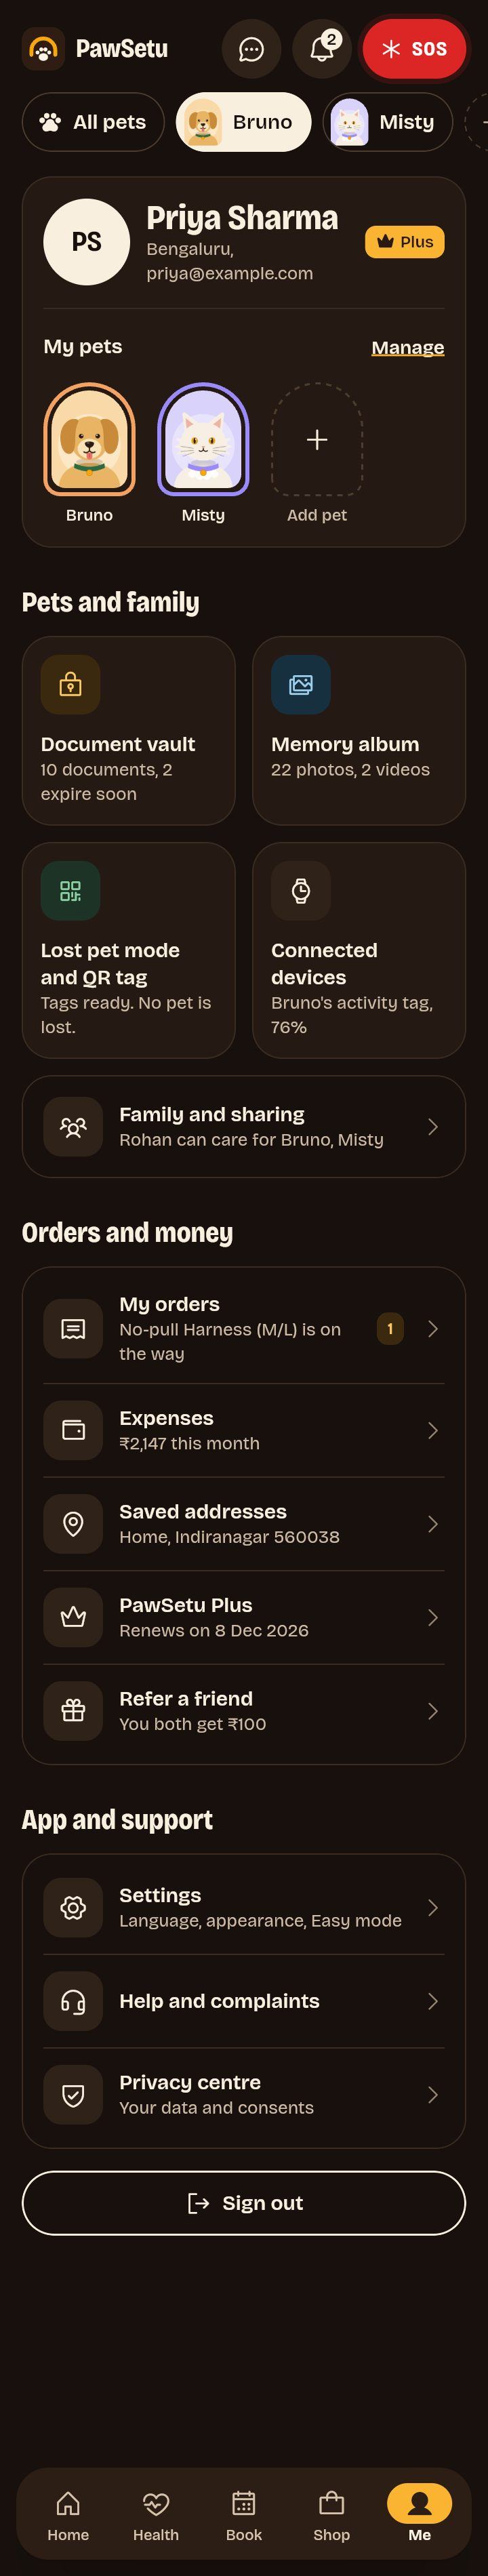 PawSetu
2
SOS
All pets
Bruno
Misty
PS
Priya Sharma
Bengaluru,
priya@example.com
Plus
My pets
Manage
Bruno
Misty
Add pet
Pets and family
Document vault
10 documents, 2
expire soon
Memory album
22 photos, 2 videos
Lost pet mode
and QR tag
Tags ready. No pet is
lost.
Connected
devices
Bruno's activity tag,
76%
Family and sharing
Rohan can care for Bruno, Misty
Orders and money
My orders
No-pull Harness (M/L) is on
the way
1
Expenses
₹2,147 this month
Saved addresses
Home, Indiranagar 560038
PawSetu Plus
Renews on 8 Dec 2026
Refer a friend
You both get ₹100
App and support
Settings
Language, appearance, Easy mode
Help and complaints
Privacy centre
Your data and consents
Sign out
Home
Health
Book
Shop
Me